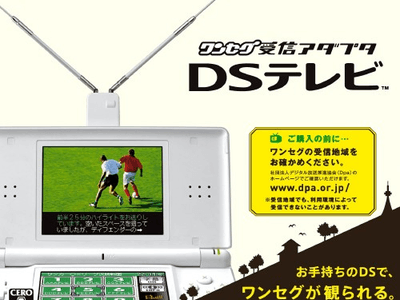 ワンセグ受信アダプタ
DSテレビ™
ご購入の前に…
ワンセグの受信地域を
お確かめください。
社団法人デジタル放送推進協会(Dpa)の
ホームページでご確認いただけます。
www.dpa.or.jp/
※受信地域でも、利用環境によって
受信できないことがあります。
前半25分のハイライトをお送りし
ています。空いたスペースを狙って
いましたが、ディフェンダーの➡
CERO
お手持ちのDSで、
ワンセグが観られる。